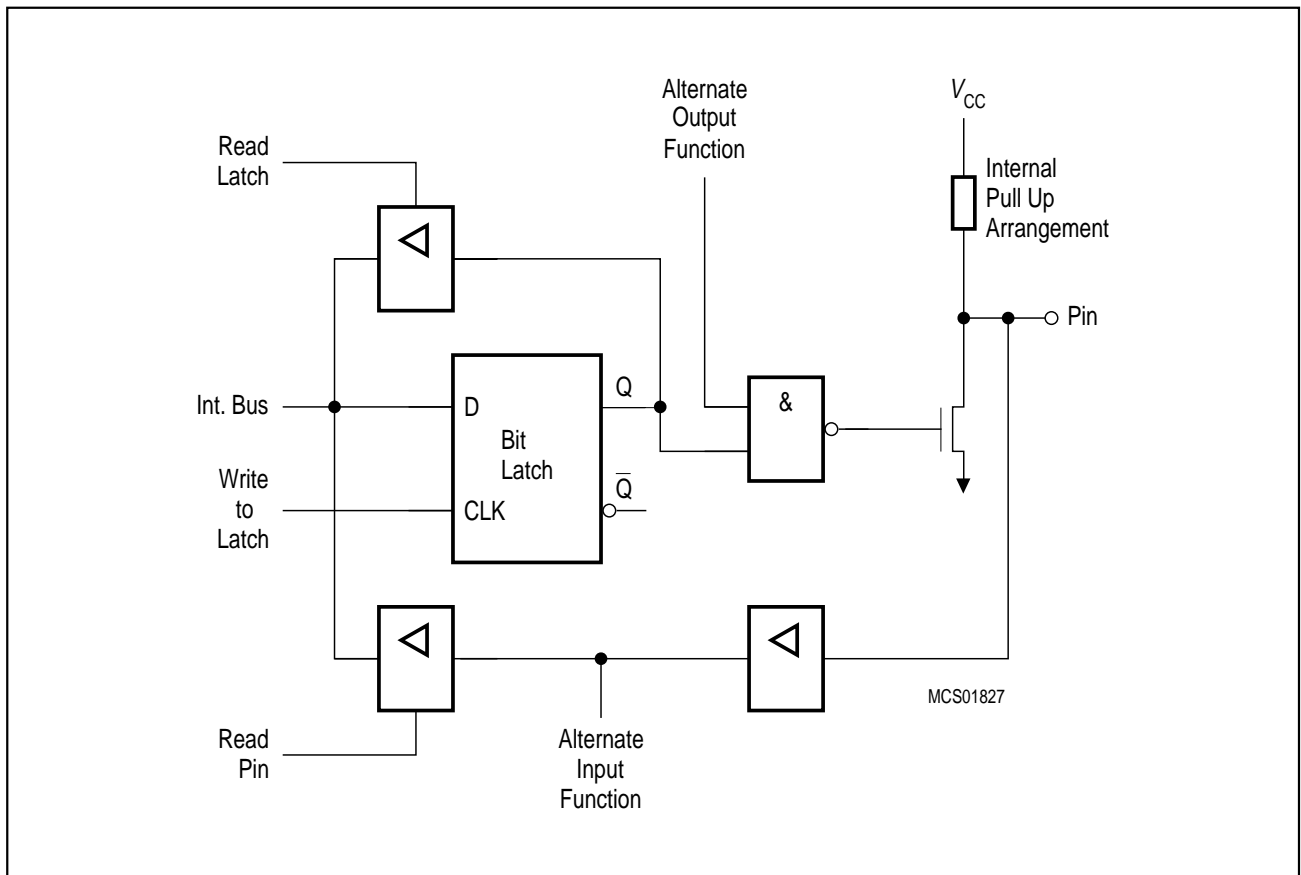 Alternate
Output
Function
VCC
Read
Latch
Internal
Pull Up
Arrangement
Pin
Int. Bus
D
Q
&
Bit
Latch
Q̅
Write
to
Latch
CLK
MCS01827
Read
Pin
Alternate
Input
Function